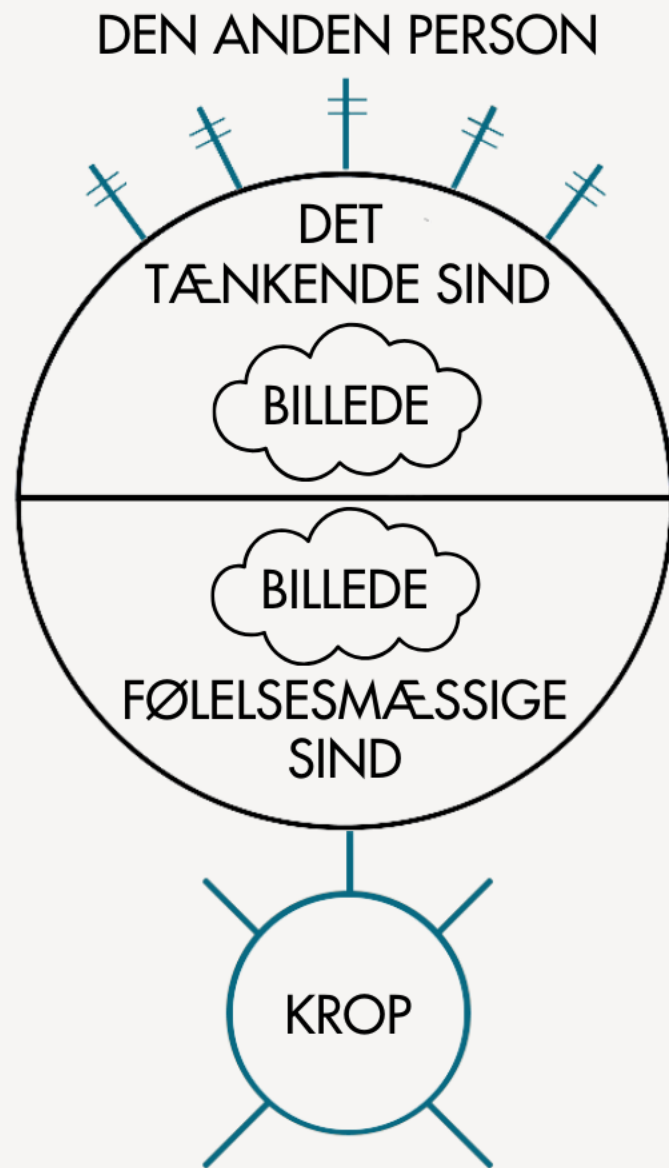 DEN ANDEN PERSON
DET
TÆNKENDE SIND
BILLEDE
BILLEDE
FØLELSESMÆSSIGE
SIND
KROP